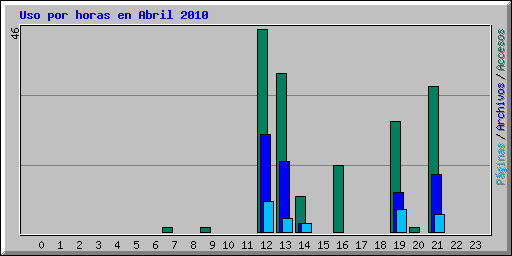 Uso por horas en Abril 2010
46
Páginas / Archivos / Accesos
0 1 2 3 4 5 6 7 8 9 10 11 12 13 14 15 16 17 18 19 20 21 22 23